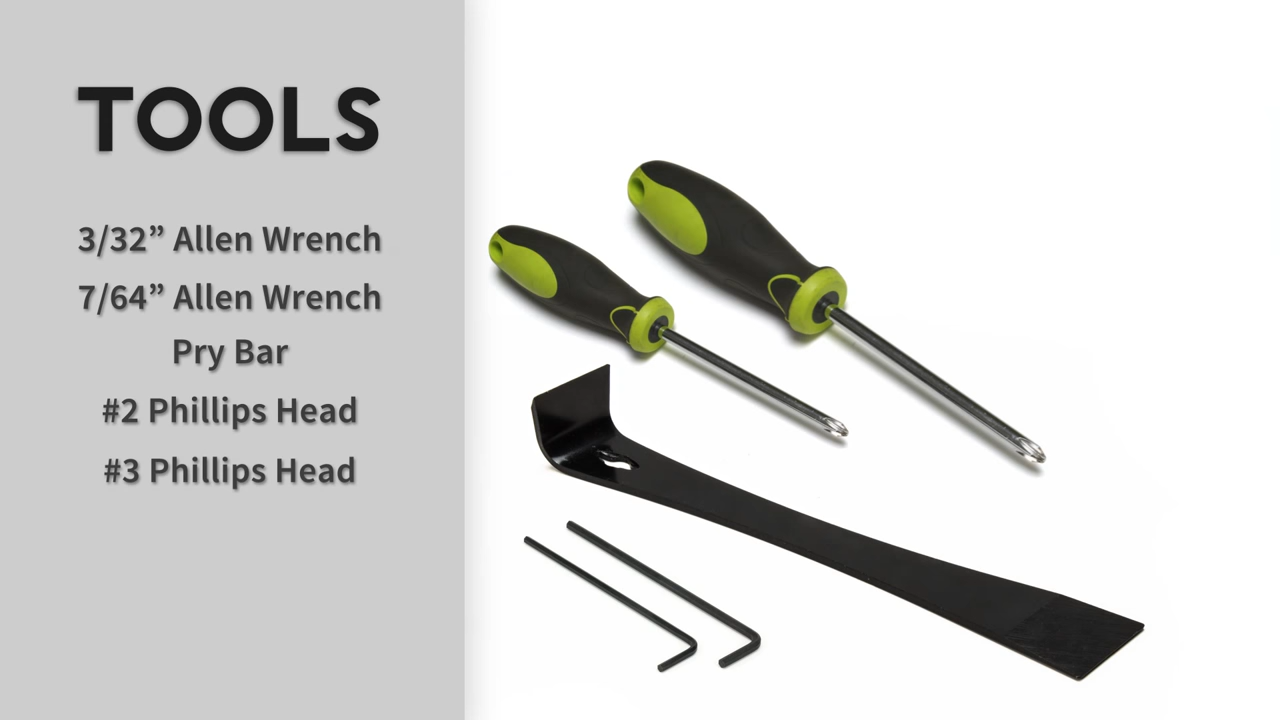 TOOLS
3/32” Allen Wrench
7/64” Allen Wrench
Pry Bar
#2 Phillips Head
#3 Phillips Head